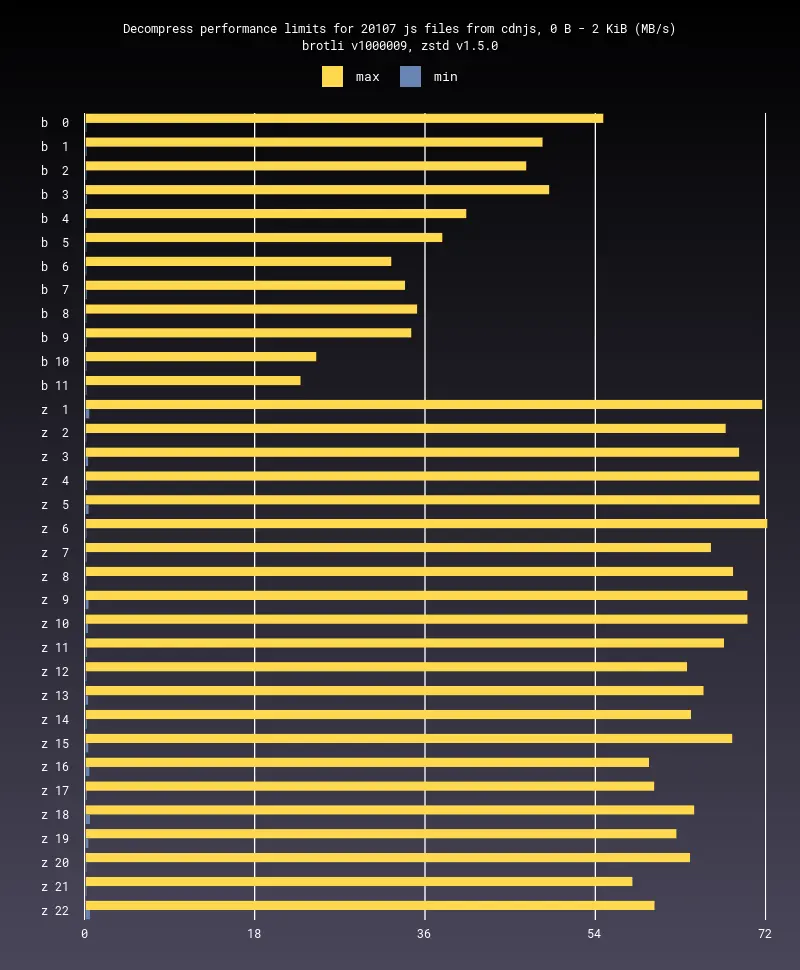 Decompress performance limits for 20107 js files from cdnjs, 0 B - 2 KiB (MB/s)
brotli v1000009, zstd v1.5.0
max min
b 0
b 1
b 2
b 3
b 4
b 5
b 6
b 7
b 8
b 9
b 10
b 11
z 1
z 2
z 3
z 4
z 5
z 6
z 7
z 8
z 9
z 10
z 11
z 12
z 13
z 14
z 15
z 16
z 17
z 18
z 19
z 20
z 21
z 22
0 18 36 54 72